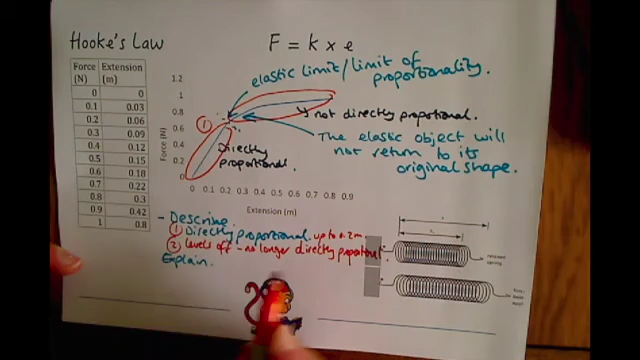 Hooke's Law
F = k x e
Force (N) Extension (m)
0 0
0.1 0.03
0.2 0.06
0.3 0.09
0.4 0.12
0.5 0.15
0.6 0.18
0.7 0.22
0.8 0.3
0.9 0.42
1 0.8
elastic limit/limit of
proportionality.
1.2
1
0.8
0.6
0.4
0.2
0
Force (N)
0 0.1 0.2 0.3 0.4 0.5 0.6 0.7 0.8 0.9
Extension (m)
①
Directly
proportional.
not directly proportional.
The elastic object will
not return to its
original shape.
- Describe.
① Directly proportional. up to 0.2m
② Levels off - no longer directly proportional
Explain.